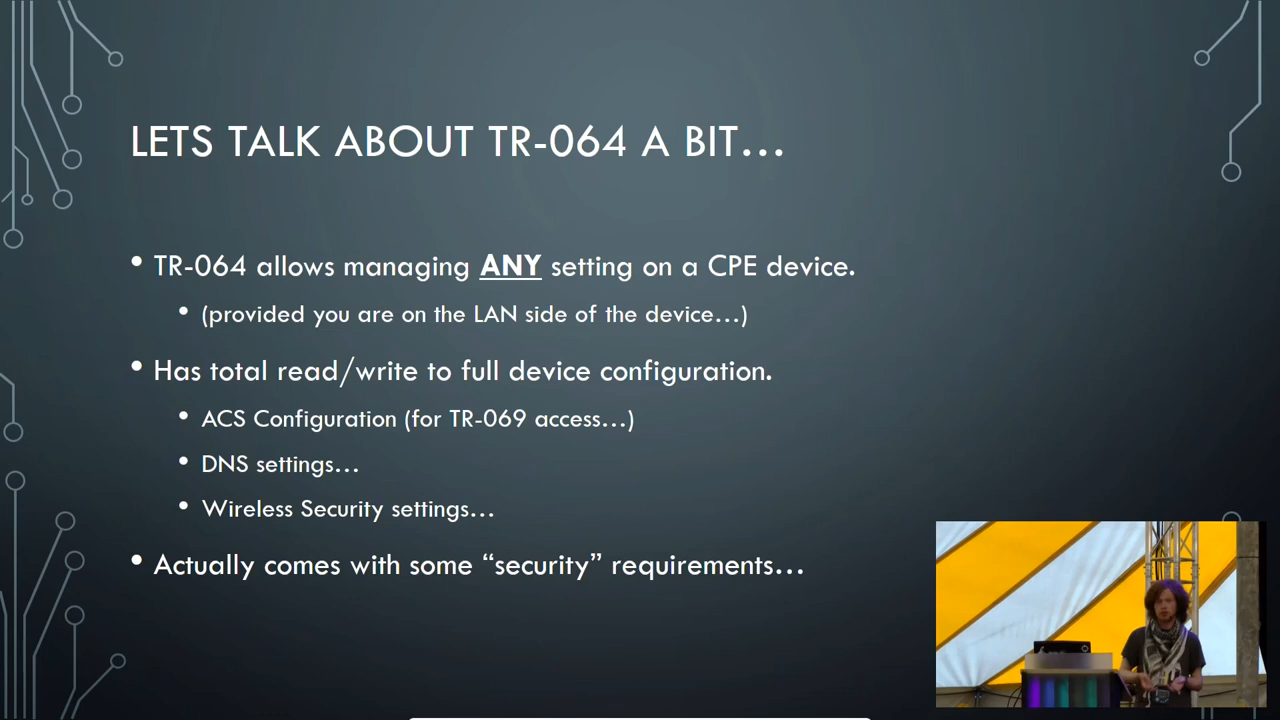 LETS TALK ABOUT TR-064 A BIT…
• TR-064 allows managing ANY setting on a CPE device.
• (provided you are on the LAN side of the device…)
• Has total read/write to full device configuration.
• ACS Configuration (for TR-069 access…)
• DNS settings…
• Wireless Security settings…
• Actually comes with some “security” requirements…